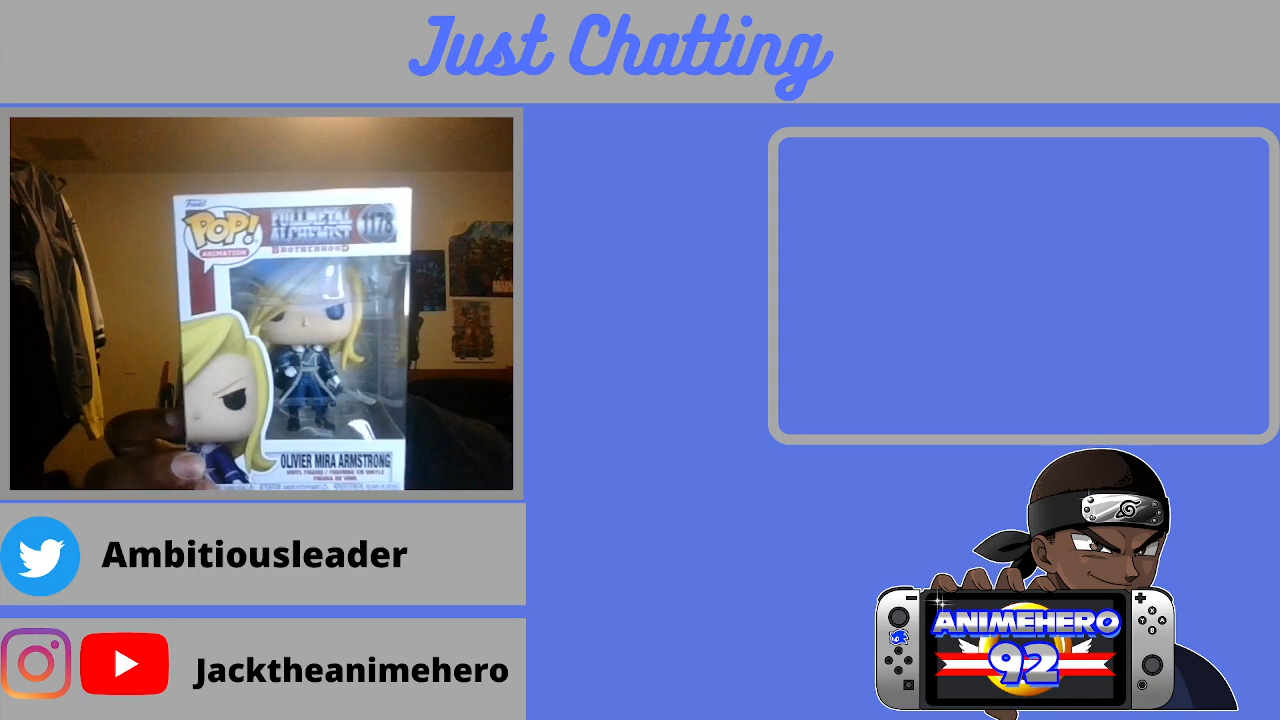 Just Chatting
Funko
POP!
ANIMATION
FULLMETAL
ALCHEMIST
BROTHERHOOD
1178
OLIVIER MIRA ARMSTRONG
VINYL FIGURE / FIGURINE EN VINYLE
FIGURA DE VINIL
Ambitiousleader
Jacktheanimehero
ANIMEHERO
92